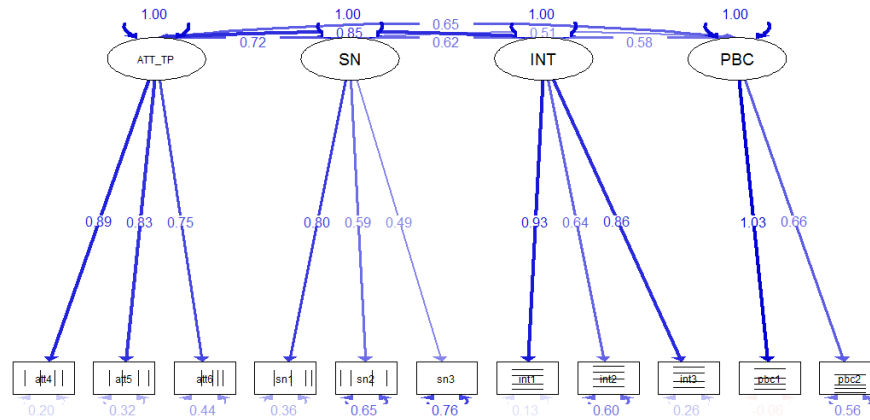 1.00 1.00 1.00 1.00
0.65
0.85 0.51
0.72 0.62 0.58
ATT_TP SN INT PBC
0.89 0.83 0.75 0.80 0.59 0.49 0.93 0.64 0.86 1.03 0.66
att4 att5 att6 sn1 sn2 sn3 int1 int2 int3 pbc1 pbc2
0.20 0.32 0.44 0.36 0.65 0.76 0.13 0.60 0.26 -0.06 0.56